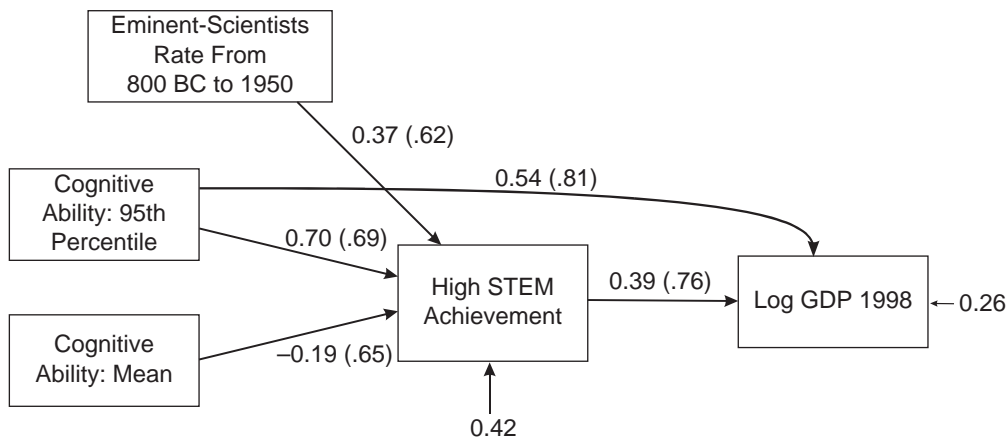 Eminent-Scientists
Rate From
800 BC to 1950
0.37 (.62)
Cognitive
Ability: 95th
Percentile
0.54 (.81)
0.70 (.69)
High STEM
Achievement
0.39 (.76)
Log GDP 1998
0.26
Cognitive
Ability: Mean
–0.19 (.65)
0.42